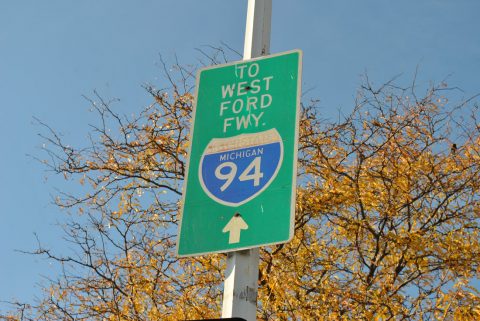 TO
WEST
FORD
FWY.
MICHIGAN
94